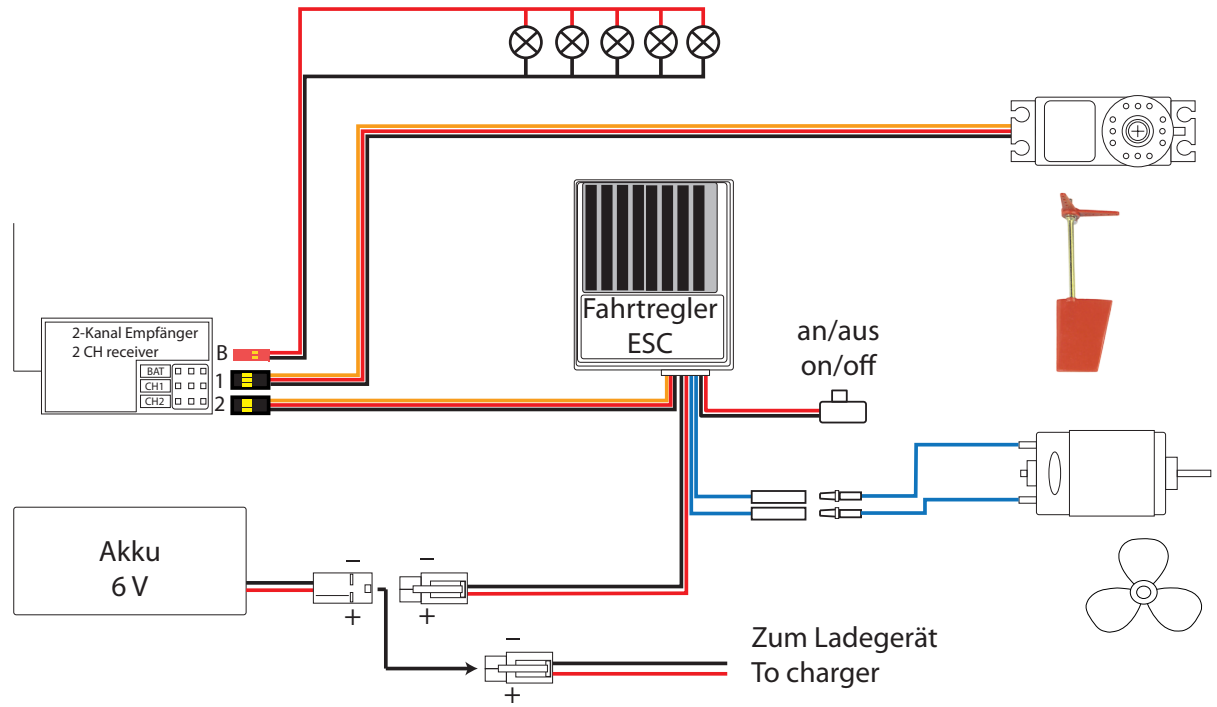 2-Kanal Empfänger
2 CH receiver
BAT
CH1
CH2
B
1
2
Fahrtregler
ESC
an/aus
on/off
Akku
6 V
–
+
–
+
–
+
Zum Ladegerät
To charger